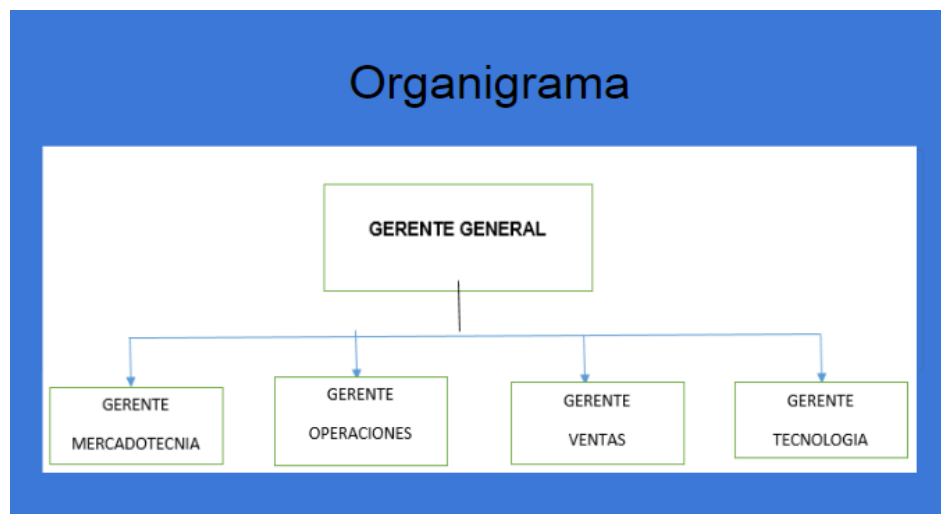 Organigrama
GERENTE GENERAL
GERENTE
MERCADOTECNIA
GERENTE
OPERACIONES
GERENTE
VENTAS
GERENTE
TECNOLOGIA